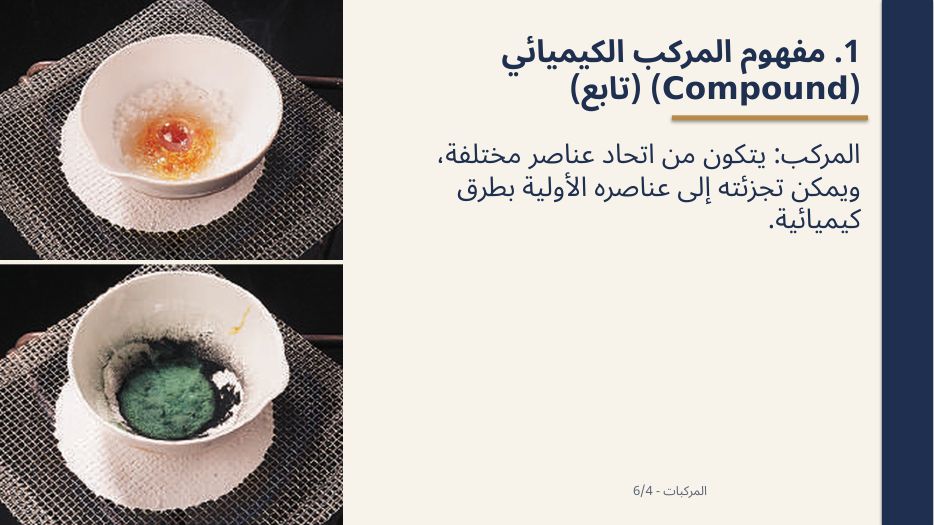 1. مفهوم المركب الكيميائي
(Compound) (تابع)
المركب: يتكون من اتحاد عناصر مختلفة،
ويمكن تجزئته إلى عناصره الأولية بطرق
كيميائية.
المركبات - 6/4